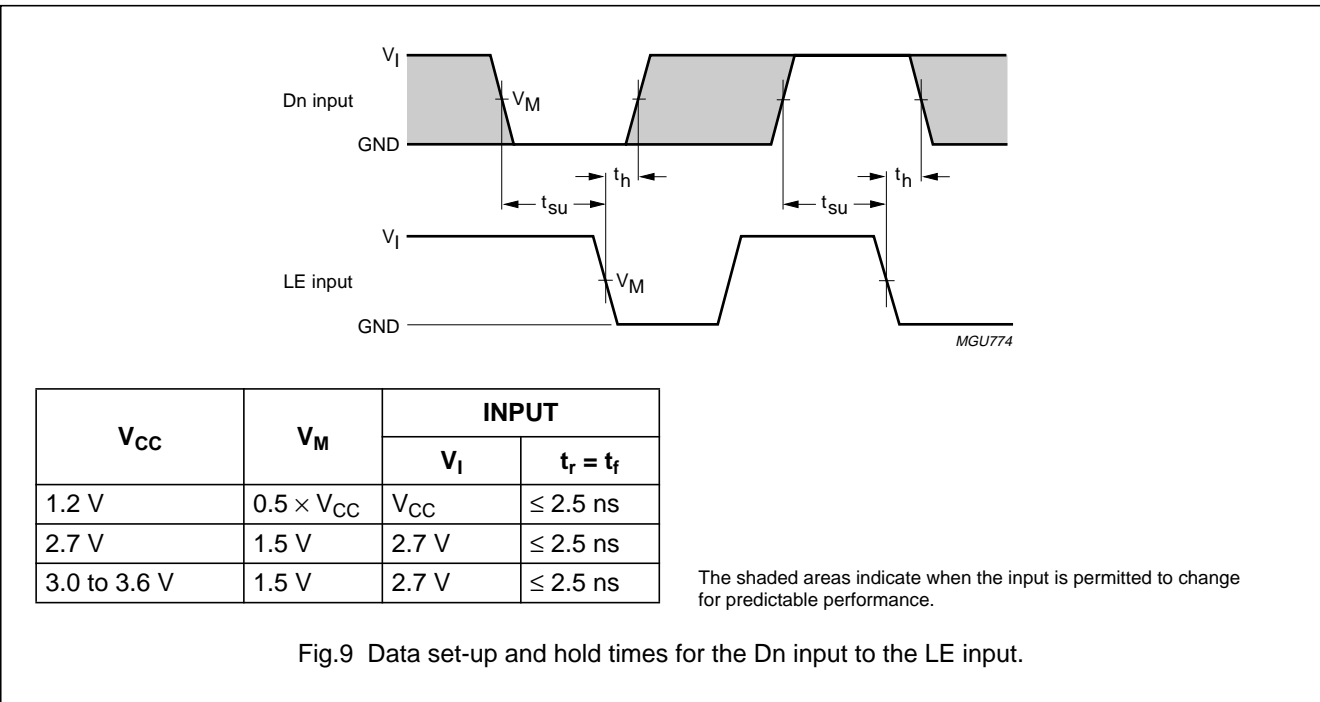 V_I
Dn input
V_M
GND
t_h
t_h
t_su
t_su
V_I
LE input
V_M
GND
MGU774
V_CC V_M INPUT
V_I t_r = t_f
1.2 V 0.5 × V_CC V_CC ≤ 2.5 ns
2.7 V 1.5 V 2.7 V ≤ 2.5 ns
3.0 to 3.6 V 1.5 V 2.7 V ≤ 2.5 ns
The shaded areas indicate when the input is permitted to change
for predictable performance.
Fig.9 Data set-up and hold times for the Dn input to the LE input.